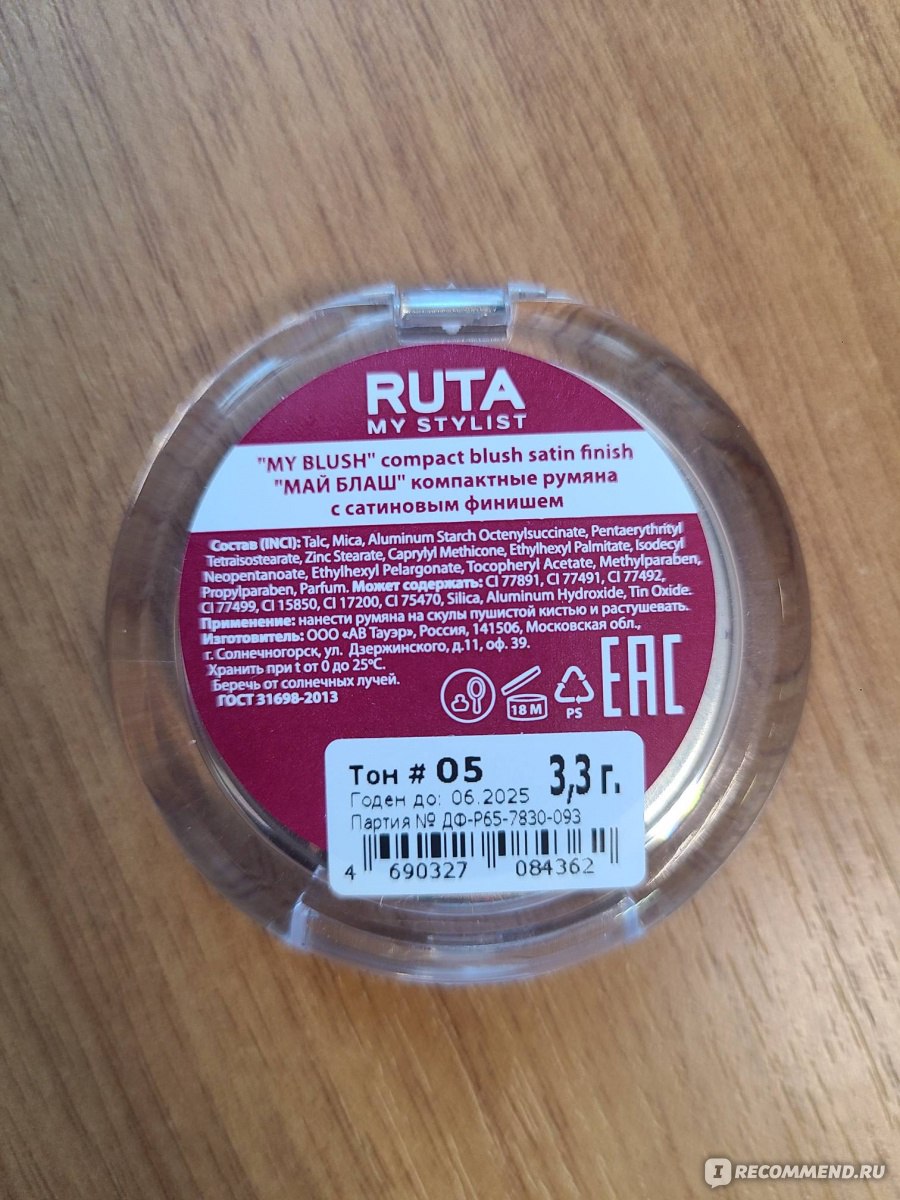 RUTA
MY STYLIST
"MY BLUSH" compact blush satin finish
"МАЙ БЛАШ" компактные румяна
с сатиновым финишем
Состав (INCI): Talc, Mica, Aluminum Starch Octenylsuccinate, Pentaerythrityl
Tetraisostearate, Zinc Stearate, Caprylyl Methicone, Ethylhexyl Palmitate, Isodecyl
Neopentanoate, Ethylhexyl Pelargonate, Tocopheryl Acetate, Methylparaben,
Propylparaben, Parfum. Может содержать: CI 77891, CI 77491, CI 77492,
CI 77499, CI 15850, CI 17200, CI 75470, Silica, Aluminum Hydroxide, Tin Oxide.
Применение: нанести румяна на скулы пушистой кистью и растушевать.
Изготовитель: ООО «АВ Тауэр», Россия, 141506, Московская обл.,
г. Солнечногорск, ул. Дзержинского, д.11, оф. 39.
Хранить при t от 0 до 25°С.
Беречь от солнечных лучей.
ГОСТ 31698-2013
18 M
PS
EAC
Тон # 05 3,3 г.
Годен до: 06.2025
Партия № ДФ-Р65-7830-093
4 690327 084362
I RECOMMEND.RU